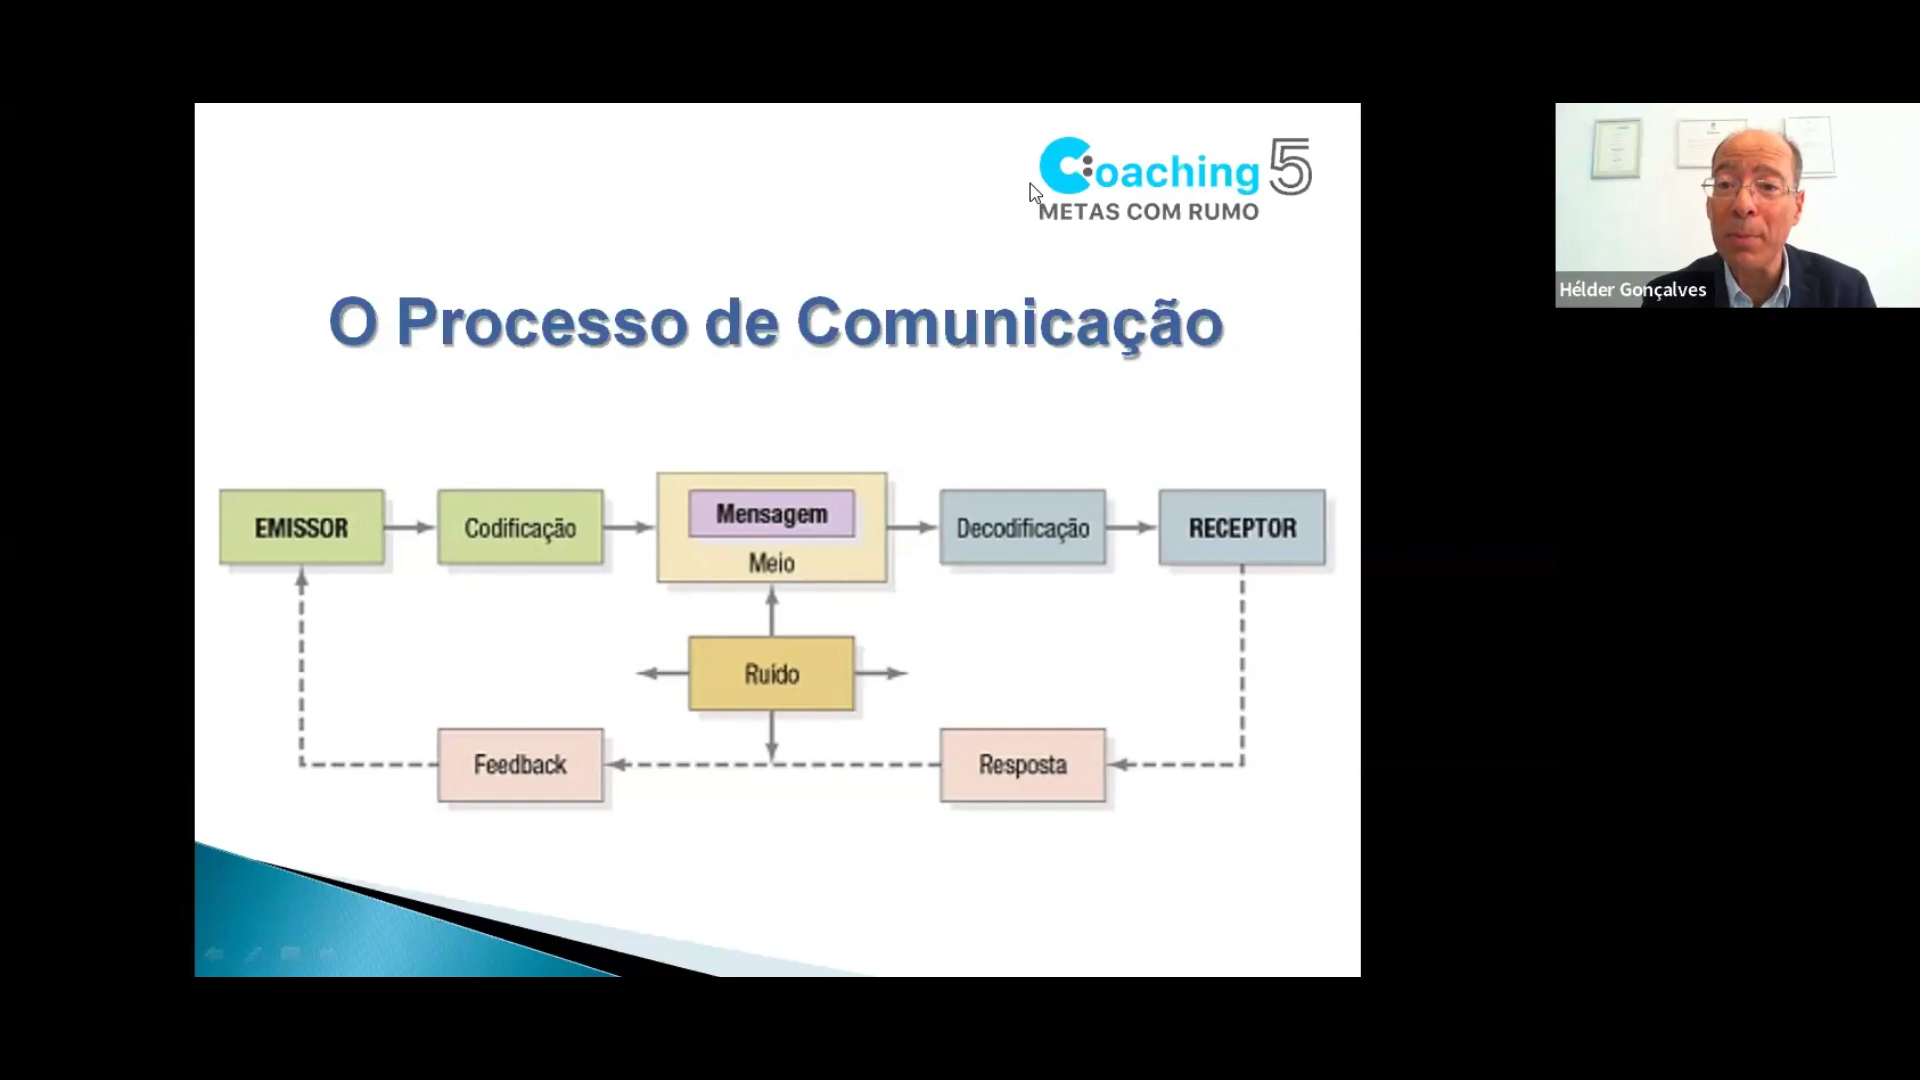 Coaching 5
METAS COM RUMO
Hélder Gonçalves
O Processo de Comunicação
EMISSOR
Codificação
Mensagem
Meio
Decodificação
RECEPTOR
Ruído
Feedback
Resposta